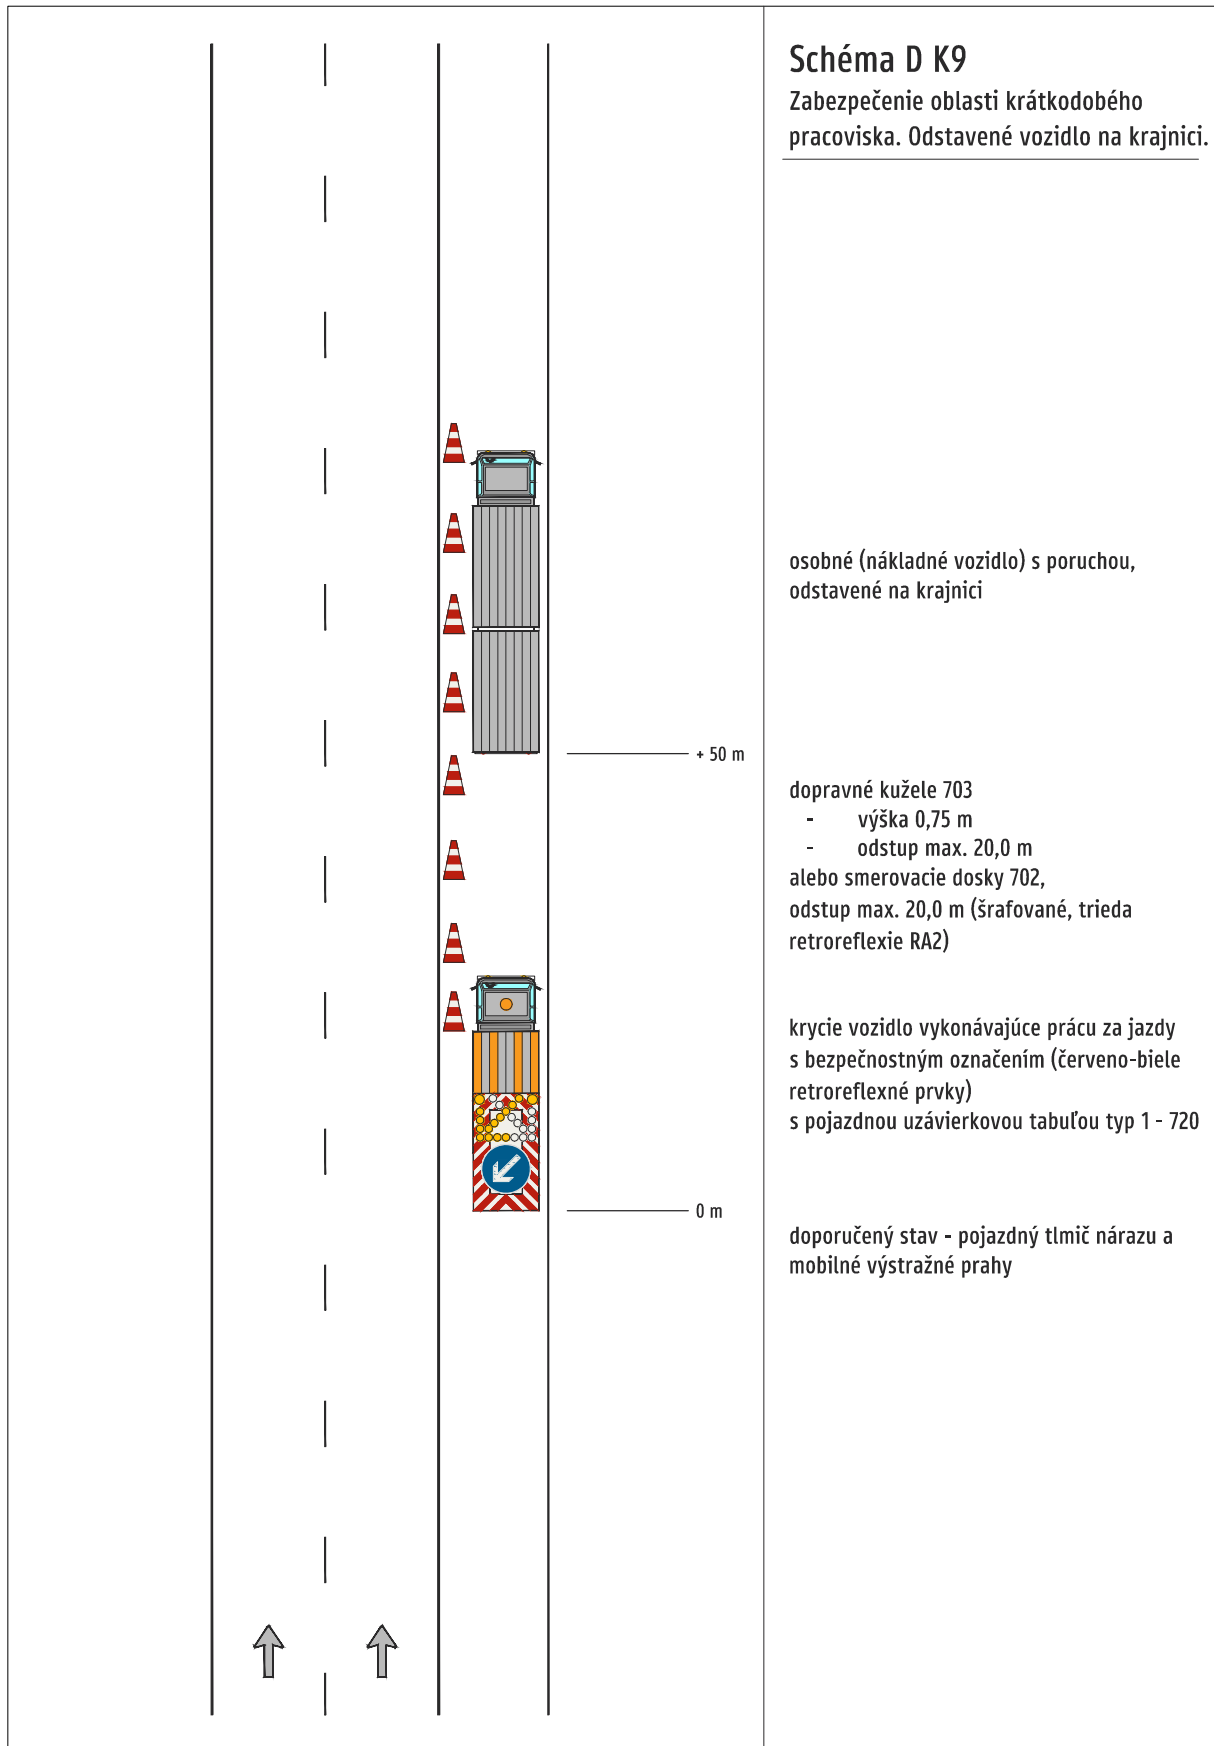 Schéma D K9
Zabezpečenie oblasti krátkodobého
pracoviska. Odstavené vozidlo na krajnici.
osobné (nákladné vozidlo) s poruchou,
odstavené na krajnici
+ 50 m
dopravné kužele 703
- výška 0,75 m
- odstup max. 20,0 m
alebo smerovacie dosky 702,
odstup max. 20,0 m (šrafované, trieda
retroreflexie RA2)
krycie vozidlo vykonávajúce prácu za jazdy
s bezpečnostným označením (červeno-biele
retroreflexné prvky)
s pojazdnou uzávierkovou tabuľou typ 1 - 720
0 m
doporučený stav - pojazdný tlmič nárazu a
mobilné výstražné prahy